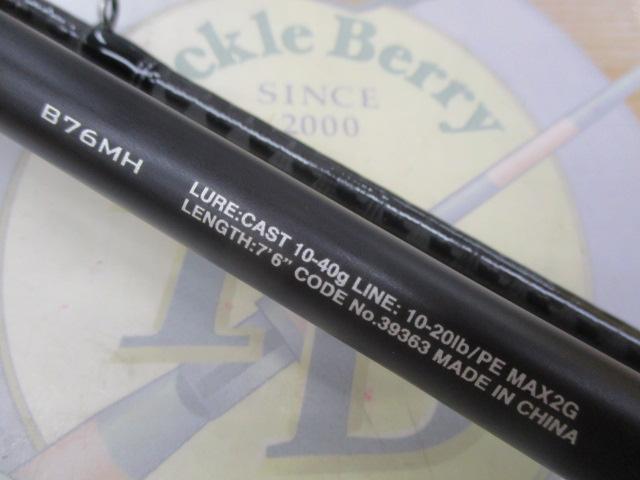 ckle Berry
SINCE
2000
B76MH
LURE:CAST 10-40g LINE: 10-20lb/PE MAX2G
LENGTH:7'6" CODE No.39363 MADE IN CHINA